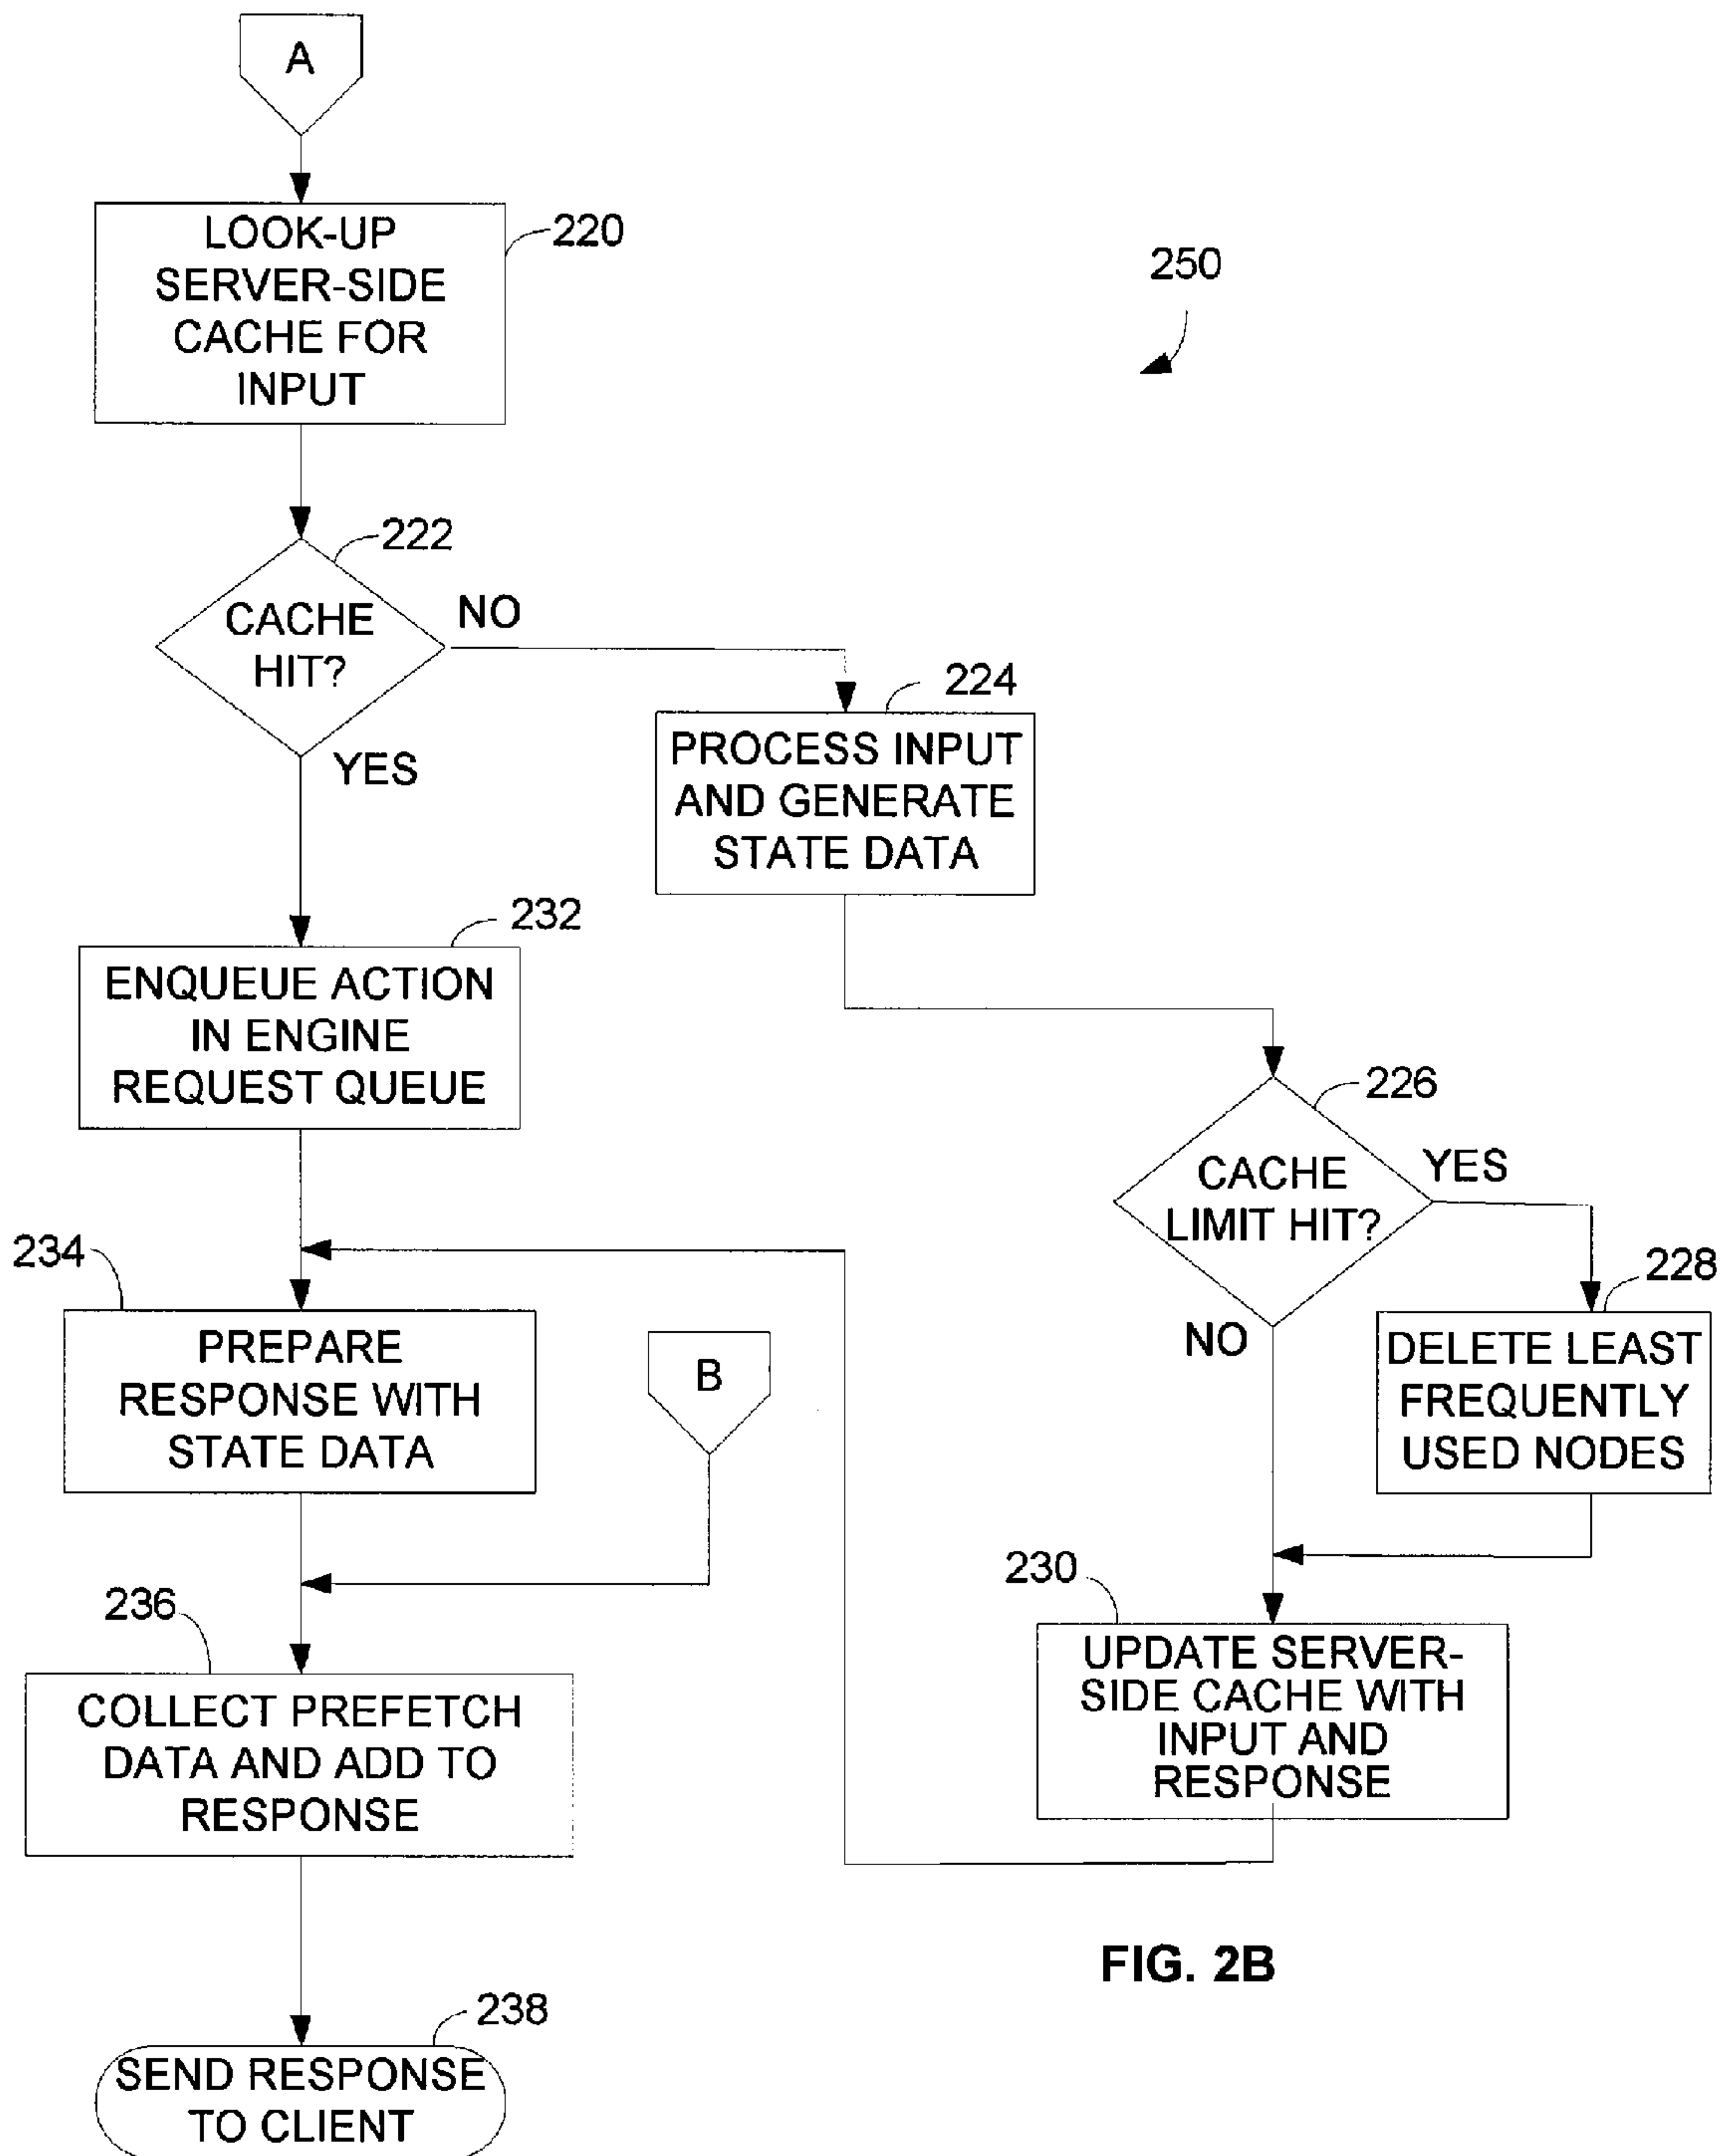 A
LOOK-UP
SERVER-SIDE
CACHE FOR
INPUT
220
250
222
CACHE
HIT?
NO
YES
224
PROCESS INPUT
AND GENERATE
STATE DATA
232
ENQUEUE ACTION
IN ENGINE
REQUEST QUEUE
226
CACHE
LIMIT HIT?
YES
NO
228
DELETE LEAST
FREQUENTLY
USED NODES
234
PREPARE
RESPONSE WITH
STATE DATA
B
230
UPDATE SERVER-
SIDE CACHE WITH
INPUT AND
RESPONSE
236
COLLECT PREFETCH
DATA AND ADD TO
RESPONSE
238
SEND RESPONSE
TO CLIENT
FIG. 2B